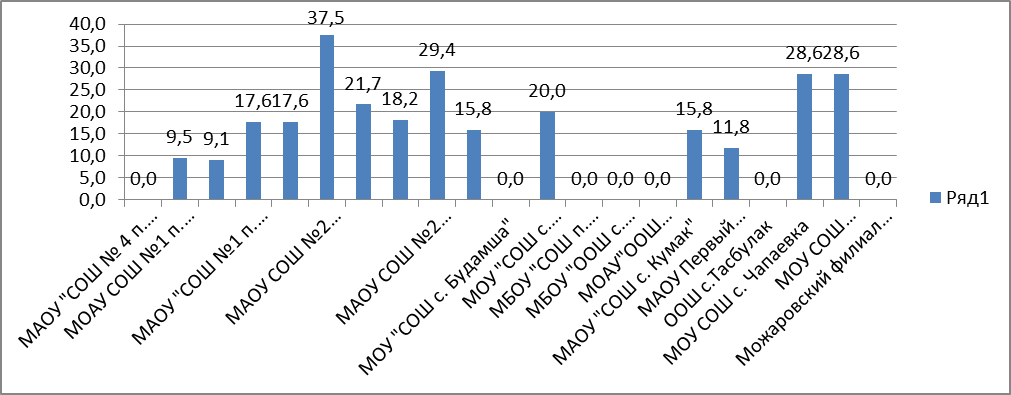 40,0
35,0
30,0
25,0
20,0
15,0
10,0
5,0
0,0
0,0
9,5
9,1
17,6
17,6
37,5
21,7
18,2
29,4
15,8
0,0
20,0
0,0
0,0
0,0
15,8
11,8
0,0
28,6
28,6
0,0
МАОУ "СОШ № 4 п....
МОАУ СОШ №1 п....
МАОУ "СОШ №1 п....
МАОУ СОШ №2...
МАОУ СОШ №2...
МОУ "СОШ с. Будамша"
МОУ "СОШ с....
МБОУ "СОШ п....
МБОУ "ООШ с....
МОАУ"ООШ...
МАОУ "СОШ с. Кумак"
МАОУ Первый...
ООШ с.Тасбулак
МОУ СОШ с. Чапаевка
МОУ СОШ...
Можаровский филиал...
Ряд1